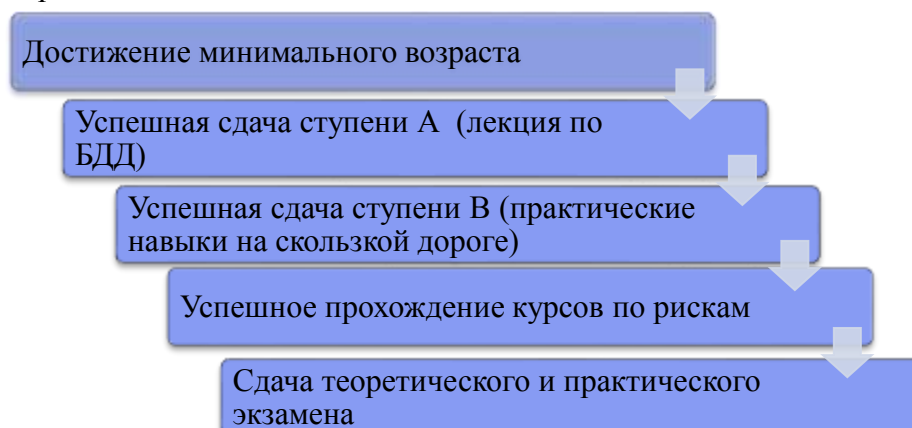 Достижение минимального возраста
Успешная сдача ступени А (лекция по
БДД)
Успешная сдача ступени В (практические
навыки на скользкой дороге)
Успешное прохождение курсов по рискам
Сдача теоретического и практического
экзамена